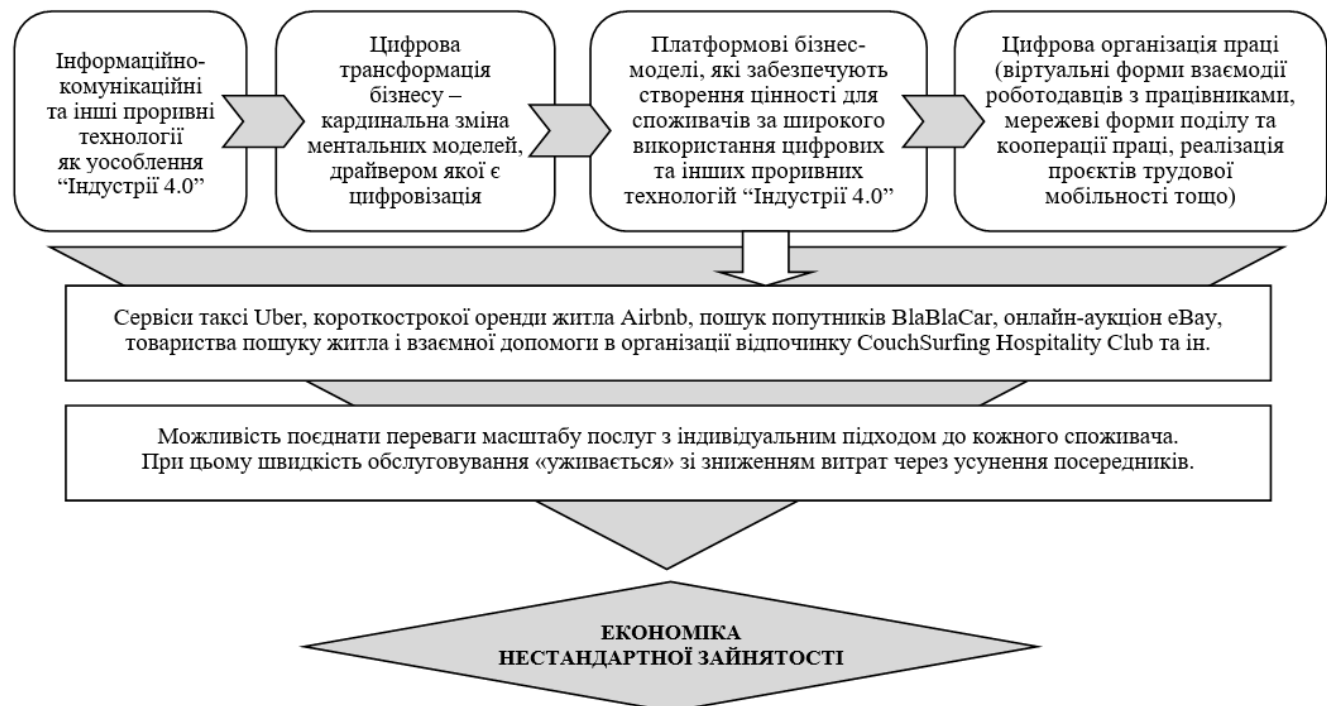 Інформаційно-
комунікаційні
та інші проривні
технології
як уособлення
“Індустрії 4.0”
Цифрова
трансформація
бізнесу –
кардинальна зміна
ментальних моделей,
драйвером якої є
цифровізація
Платформові бізнес-
моделі, які забезпечують
створення цінності для
споживачів за широкого
використання цифрових
та інших проривних
технологій “Індустрії 4.0”
Цифрова організація праці
(віртуальні форми взаємодії
роботодавців з працівниками,
мережеві форми поділу та
кооперації праці, реалізація
проєктів трудової
мобільності тощо)
Сервіси таксі Uber, короткострокої оренди житла Airbnb, пошук попутників BlaBlaCar, онлайн-аукціон eBay,
товариства пошуку житла і взаємної допомоги в організації відпочинку CouchSurfing Hospitality Club та ін.
Можливість поєднати переваги масштабу послуг з індивідуальним підходом до кожного споживача.
При цьому швидкість обслуговування «уживається» зі зниженням витрат через усунення посередників.
ЕКОНОМІКА
НЕСТАНДАРТНОЇ ЗАЙНЯТОСТІ